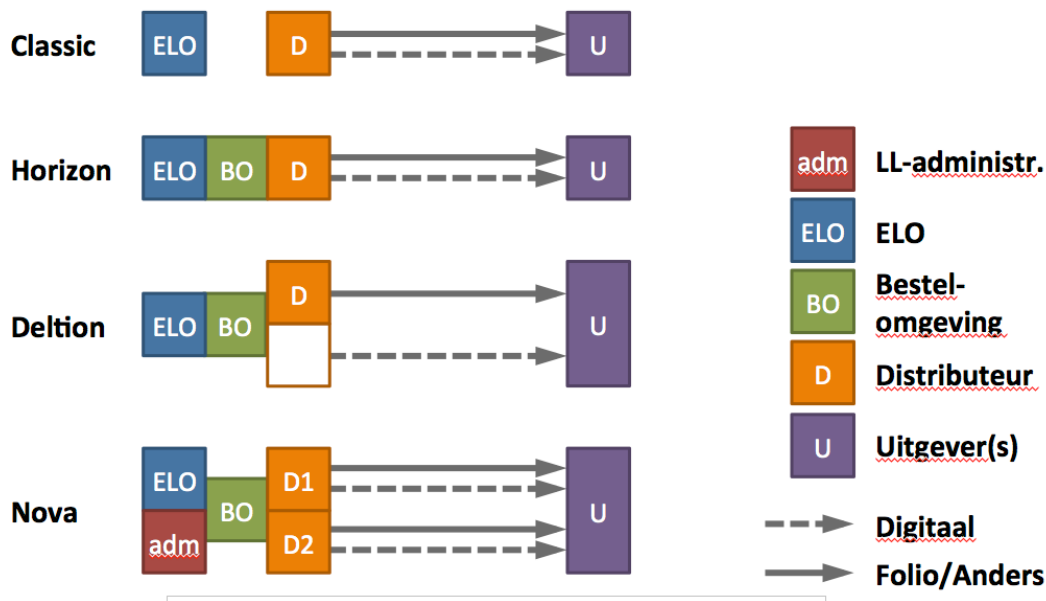 Classic ELO D U
Horizon ELO BO D U
Deltion ELO BO D U
Nova ELO adm BO D1 D2 U
adm LL-administr.
ELO ELO
BO Bestel-
omgeving
D Distributeur
U Uitgever(s)
Digitaal
Folio/Anders